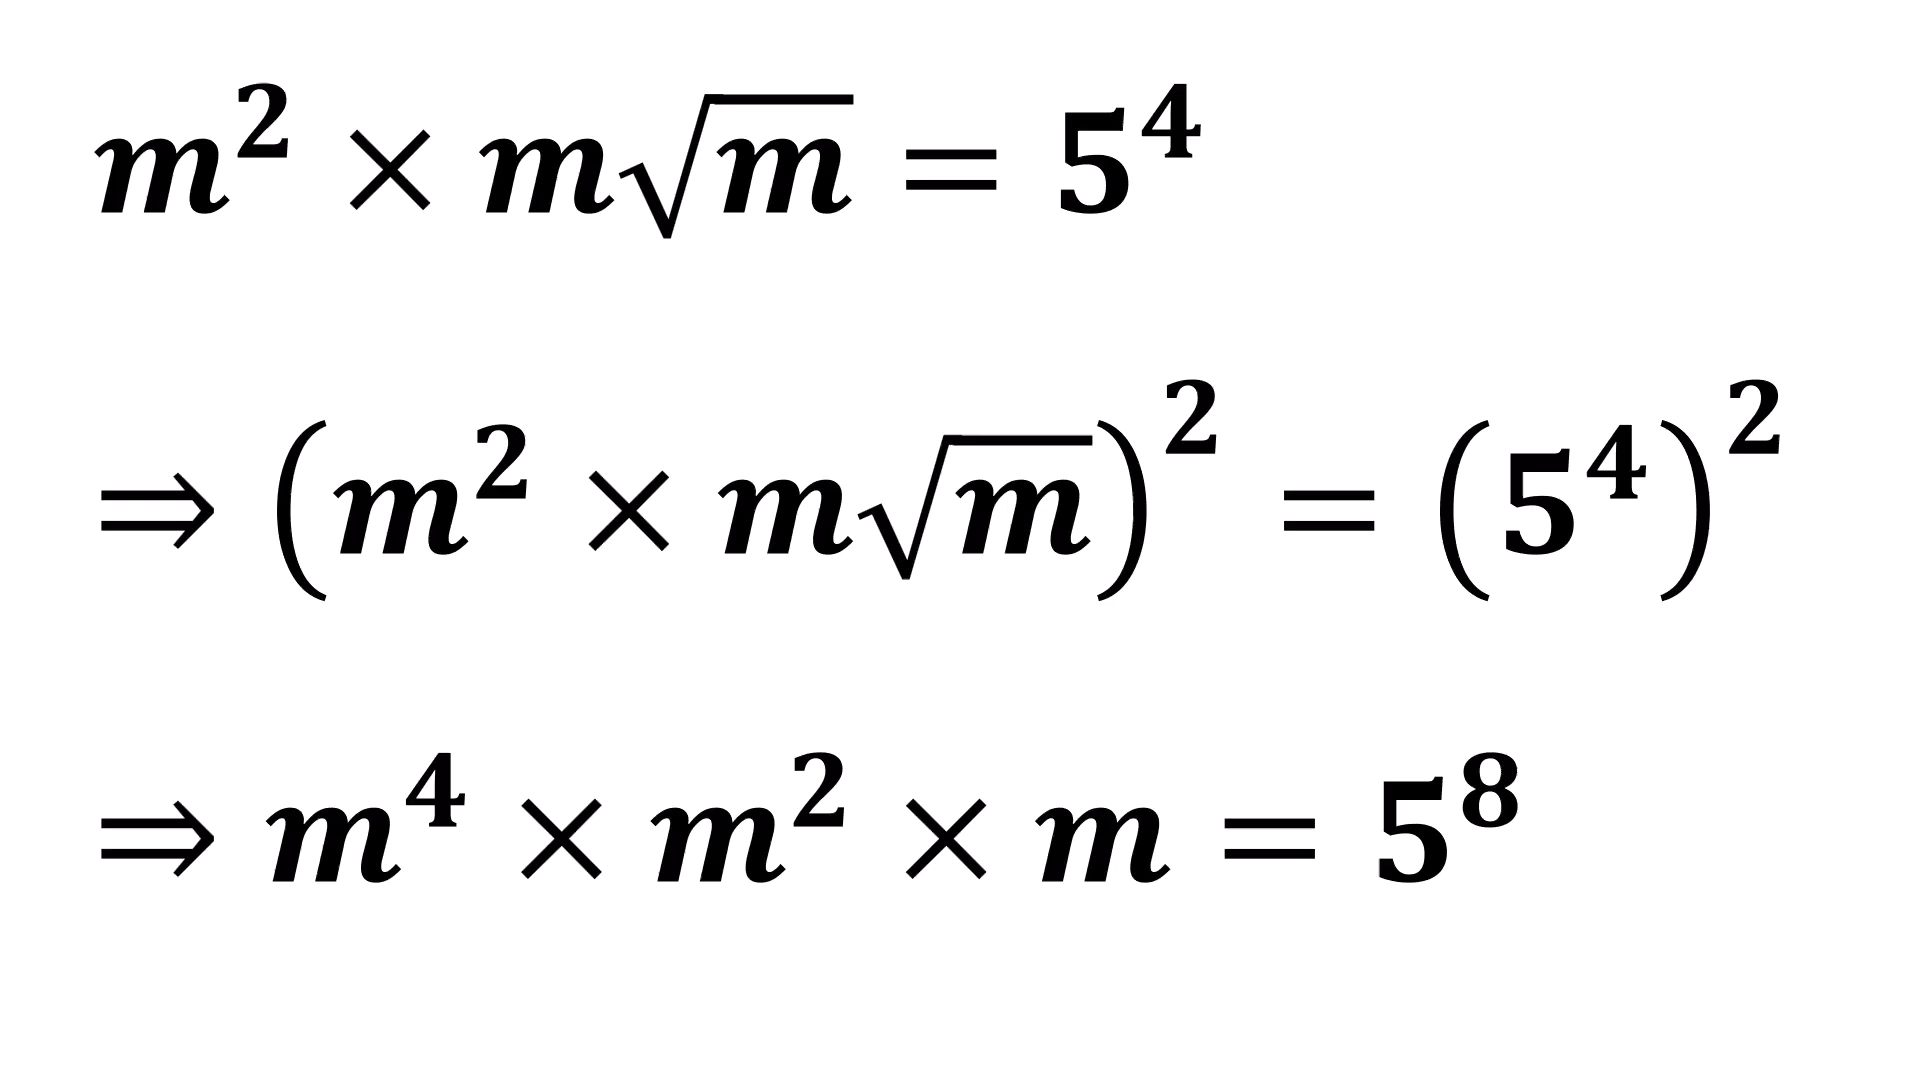 m² × m√m = 5⁴
⇒ (m² × m√m)² = (5⁴)²
⇒ m⁴ × m² × m = 5⁸